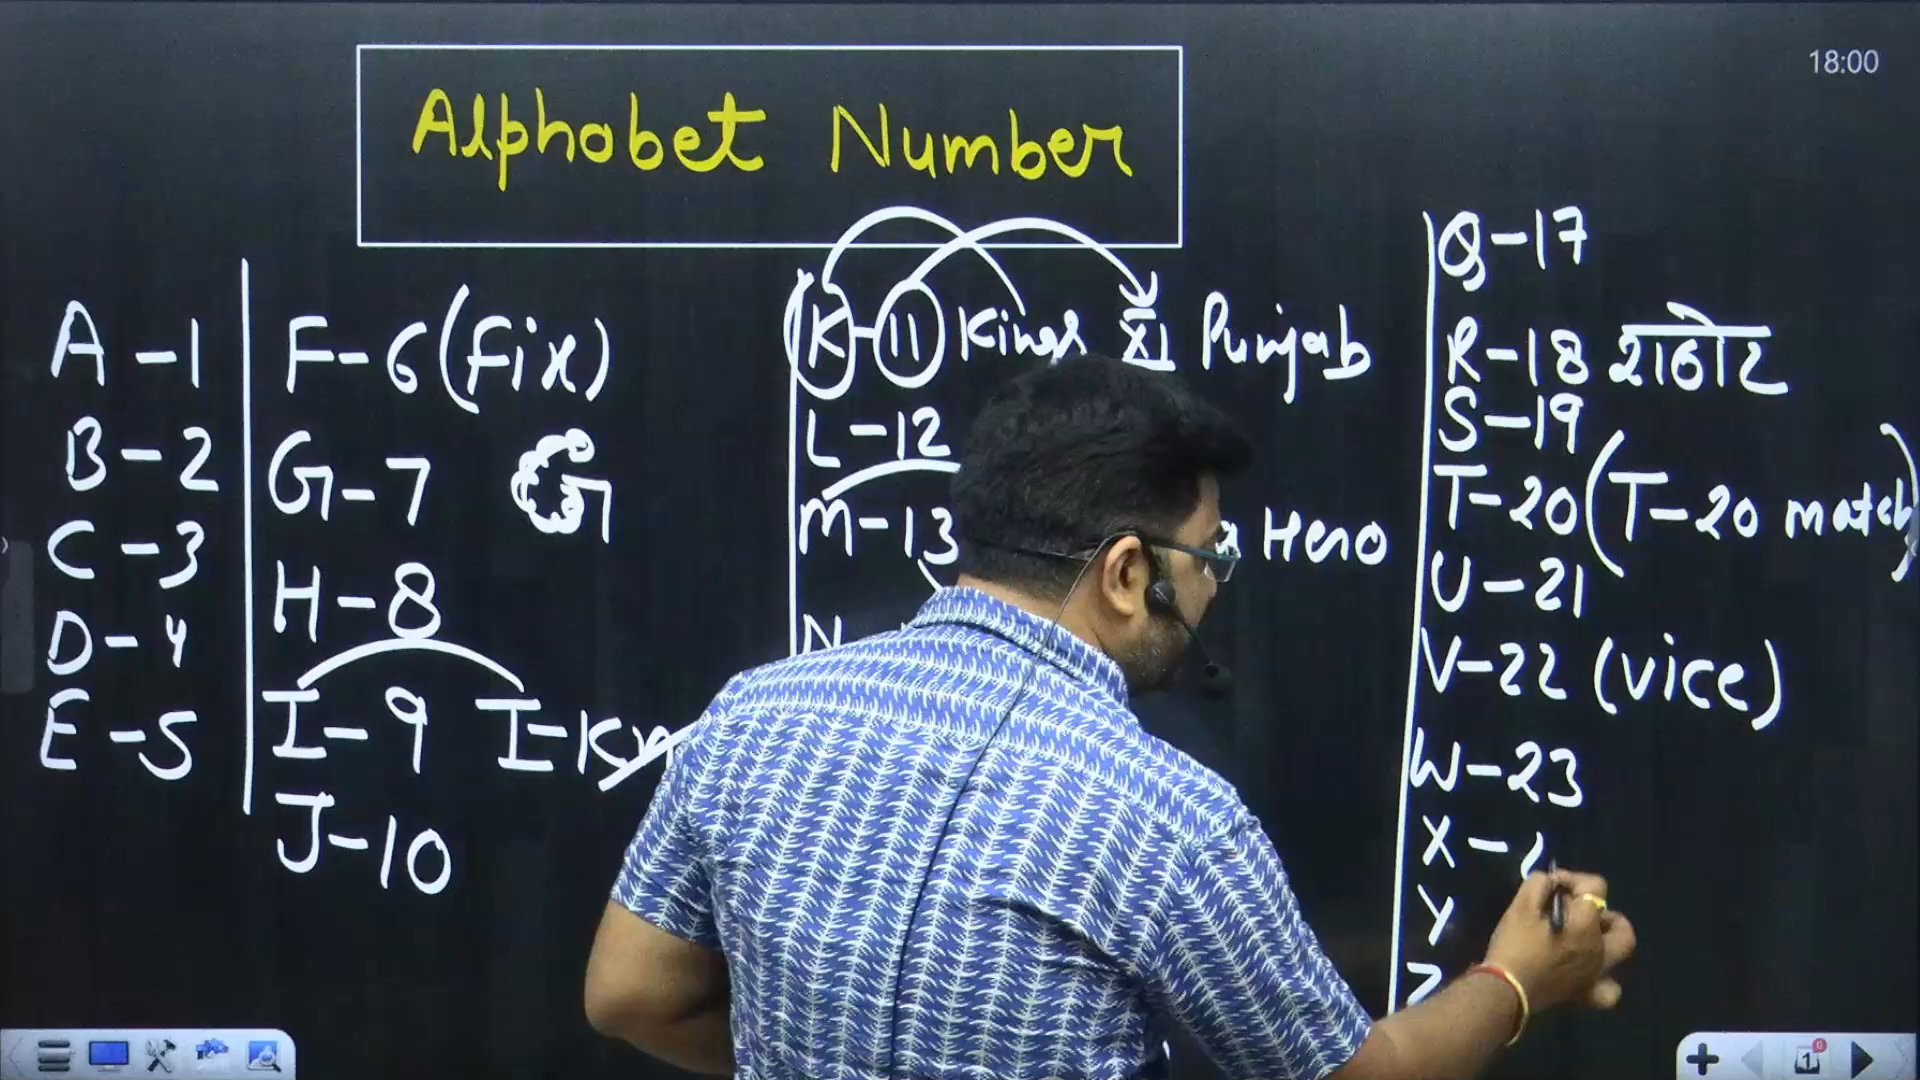 18:00
Alphabet Number
A-1
B-2
C-3
D-4
E-5
F-6 (Fix)
G-7 G
H-8
I-9 I-
J-10
K-11 Kings XI Punjab
L-12
M-13 Hero
N-
Q-17
R-18 राठौर
S-19
T-20 (T-20 match)
U-21
V-22 (vice)
W-23
X-
Y
Z
1